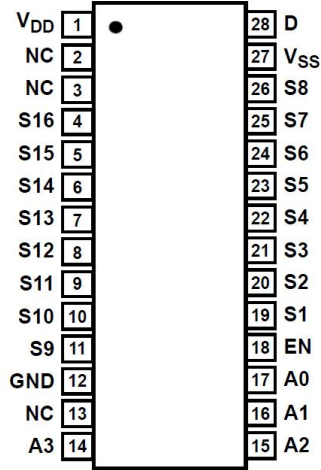 VDD 1 28 D
NC 2 27 VSS
NC 3 26 S8
S16 4 25 S7
S15 5 24 S6
S14 6 23 S5
S13 7 22 S4
S12 8 21 S3
S11 9 20 S2
S10 10 19 S1
S9 11 18 EN
GND 12 17 A0
NC 13 16 A1
A3 14 15 A2